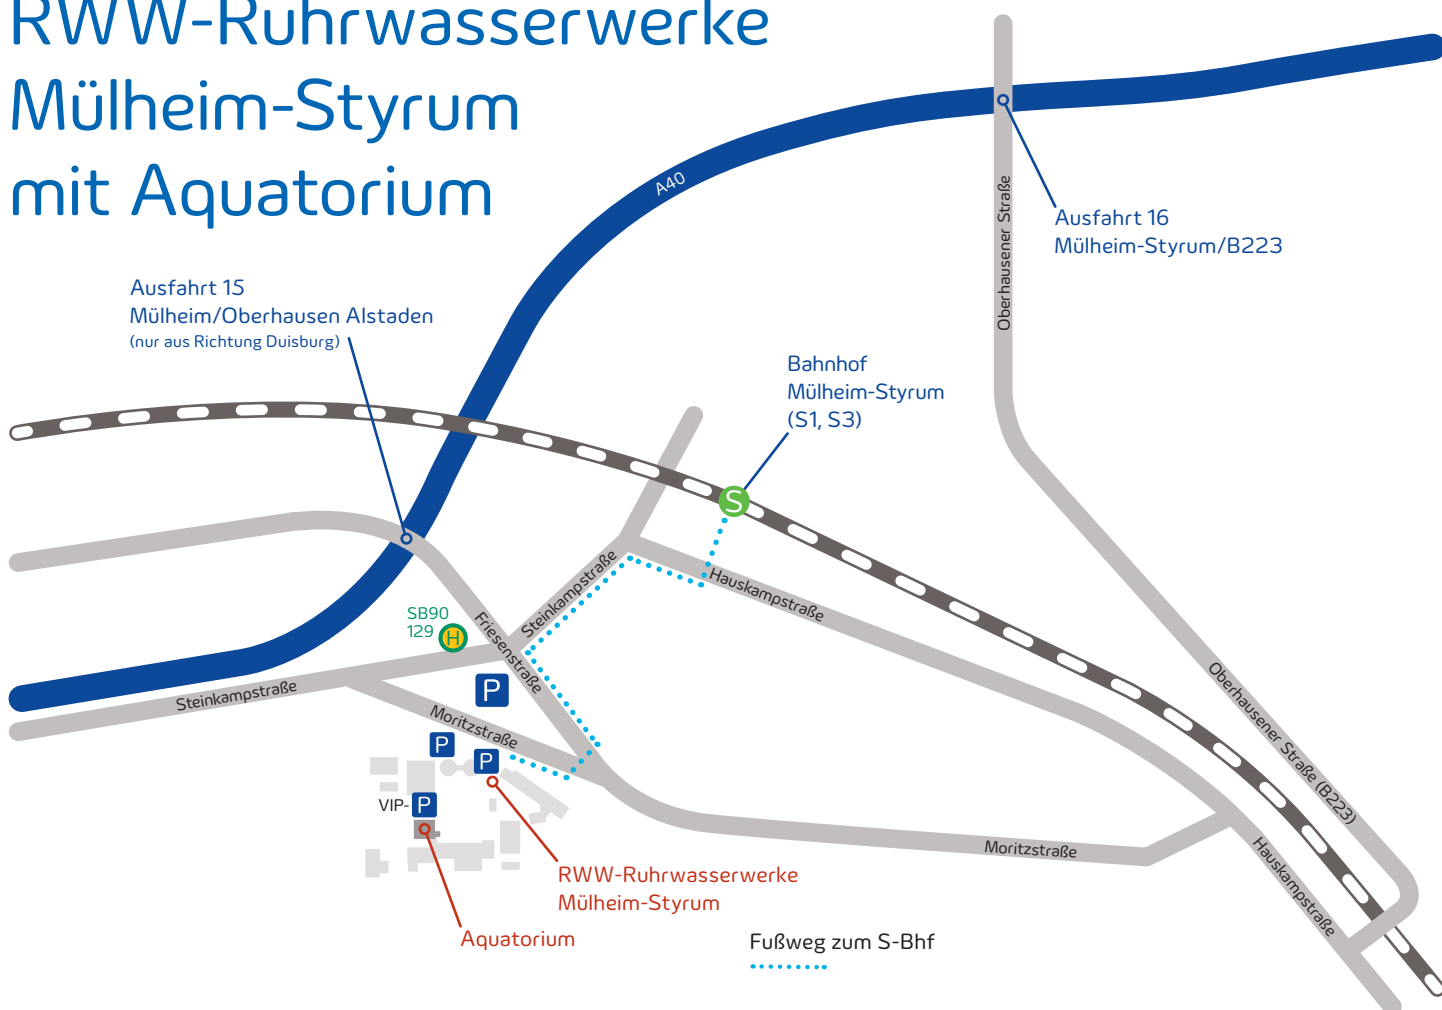 RWW-Ruhrwasserwerke
Mülheim-Styrum
mit Aquatorium
A40
Oberhausener Straße
Ausfahrt 16
Mülheim-Styrum/B223
Ausfahrt 15
Mülheim/Oberhausen Alstaden
(nur aus Richtung Duisburg)
Bahnhof
Mülheim-Styrum
(S1, S3)
S
Steinkampstraße
Hauskampstraße
SB90
129
H
Friesenstraße
Steinkampstraße
P
Moritzstraße
P
P
VIP-
P
Oberhausener Straße (B223)
Moritzstraße
Hauskampstraße
RWW-Ruhrwasserwerke
Mülheim-Styrum
Aquatorium
Fußweg zum S-Bhf